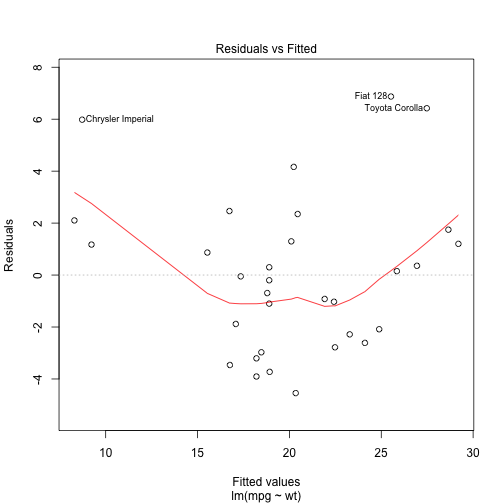 Residuals vs Fitted
8
6
4
2
0
-2
-4
Residuals
Fiat 128
Toyota Corolla
Chrysler Imperial
10 15 20 25 30
Fitted values
lm(mpg ~ wt)